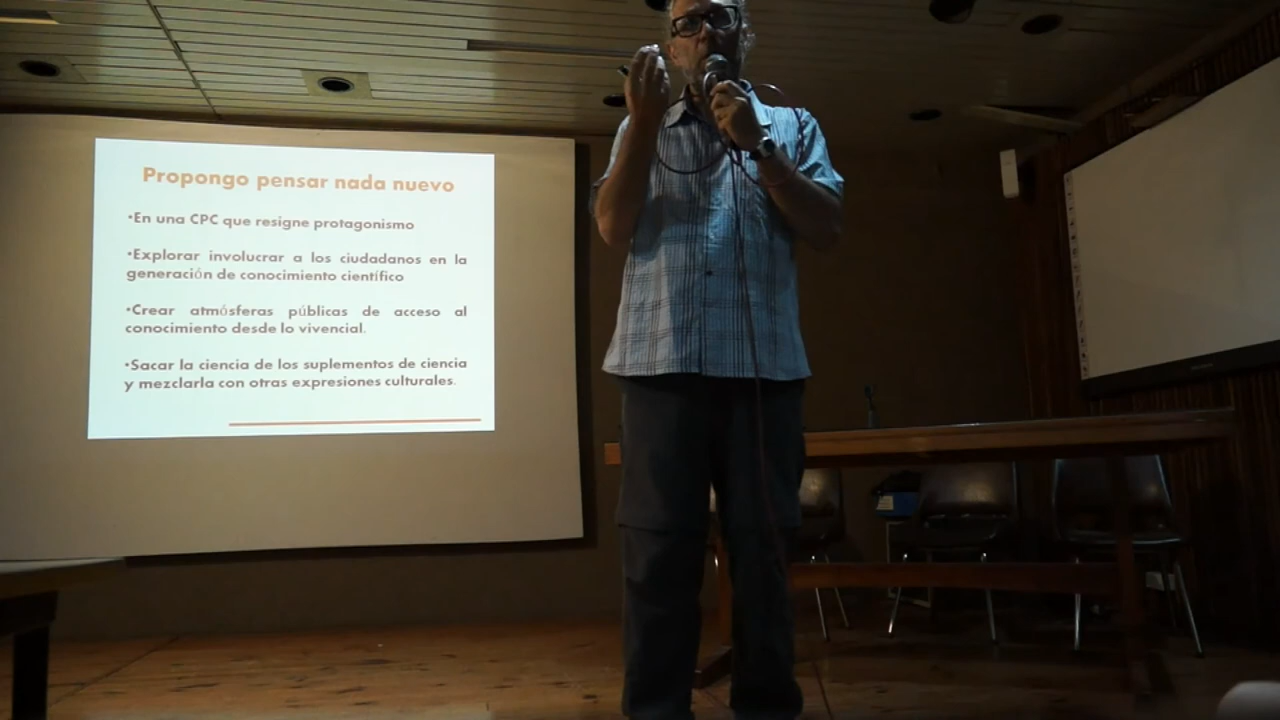 Propongo pensar nada nuevo
•En una CPC que resigne protagonismo
•Explorar involucrar a los ciudadanos en la
generación de conocimiento científico
•Crear atmósferas públicas de acceso al
conocimiento desde lo vivencial.
•Sacar la ciencia de los suplementos de ciencia
y mezclarla con otras expresiones culturales.